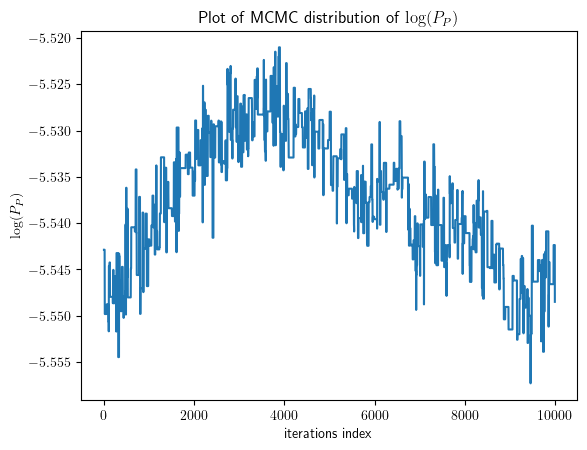 Plot of MCMC distribution of log(P_P)
−5.520
−5.525
−5.530
−5.535
−5.540
−5.545
−5.550
−5.555
log(P_P)
0 2000 4000 6000 8000 10000
iterations index